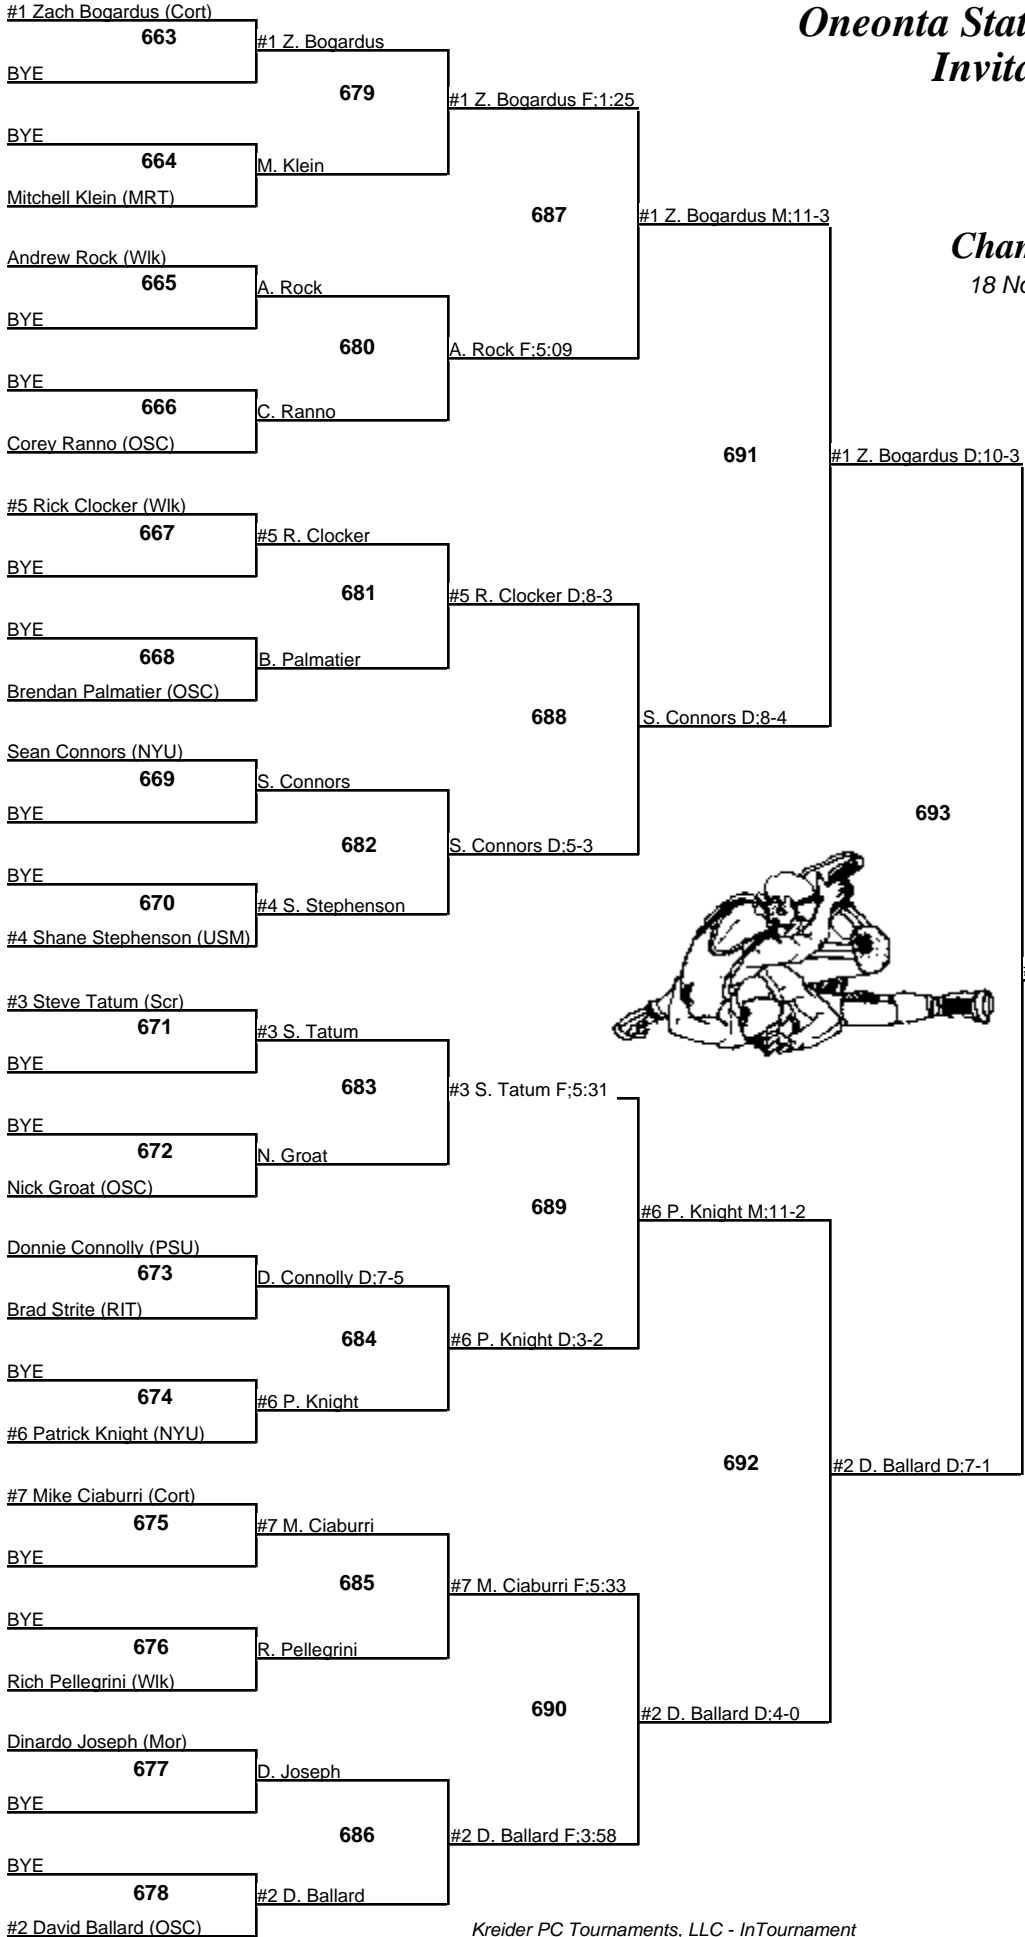 #1 Zach Bogardus (Cort)
Oneonta Stat
663
#1 Z. Bogardus
Invita
BYE
679
#1 Z. Bogardus F;1:25
BYE
664
M. Klein
Mitchell Klein (MRT)
687
#1 Z. Bogardus M;11-3
Andrew Rock (Wlk)
Cham
665
A. Rock
18 No
BYE
680
A. Rock F;5:09
BYE
666
C. Ranno
Corey Ranno (OSC)
691
#1 Z. Bogardus D;10-3
#5 Rick Clocker (Wlk)
667
#5 R. Clocker
BYE
681
#5 R. Clocker D;8-3
BYE
668
B. Palmatier
Brendan Palmatier (OSC)
688
S. Connors D;8-4
Sean Connors (NYU)
669
S. Connors
BYE
693
682
S. Connors D;5-3
BYE
670
#4 S. Stephenson
#4 Shane Stephenson (USM)
#3 Steve Tatum (Scr)
671
#3 S. Tatum
BYE
683
#3 S. Tatum F;5:31
BYE
672
N. Groat
Nick Groat (OSC)
689
#6 P. Knight M;11-2
Donnie Connolly (PSU)
673
D. Connolly D;7-5
Brad Strite (RIT)
684
#6 P. Knight D;3-2
BYE
674
#6 P. Knight
#6 Patrick Knight (NYU)
692
#2 D. Ballard D;7-1
#7 Mike Ciaburri (Cort)
675
#7 M. Ciaburri
BYE
685
#7 M. Ciaburri F;5:33
BYE
676
R. Pellegrini
Rich Pellegrini (Wlk)
690
#2 D. Ballard D;4-0
Dinardo Joseph (Mor)
677
D. Joseph
BYE
686
#2 D. Ballard F;3:58
BYE
678
#2 D. Ballard
#2 David Ballard (OSC)
Kreider PC Tournaments, LLC - InTournament